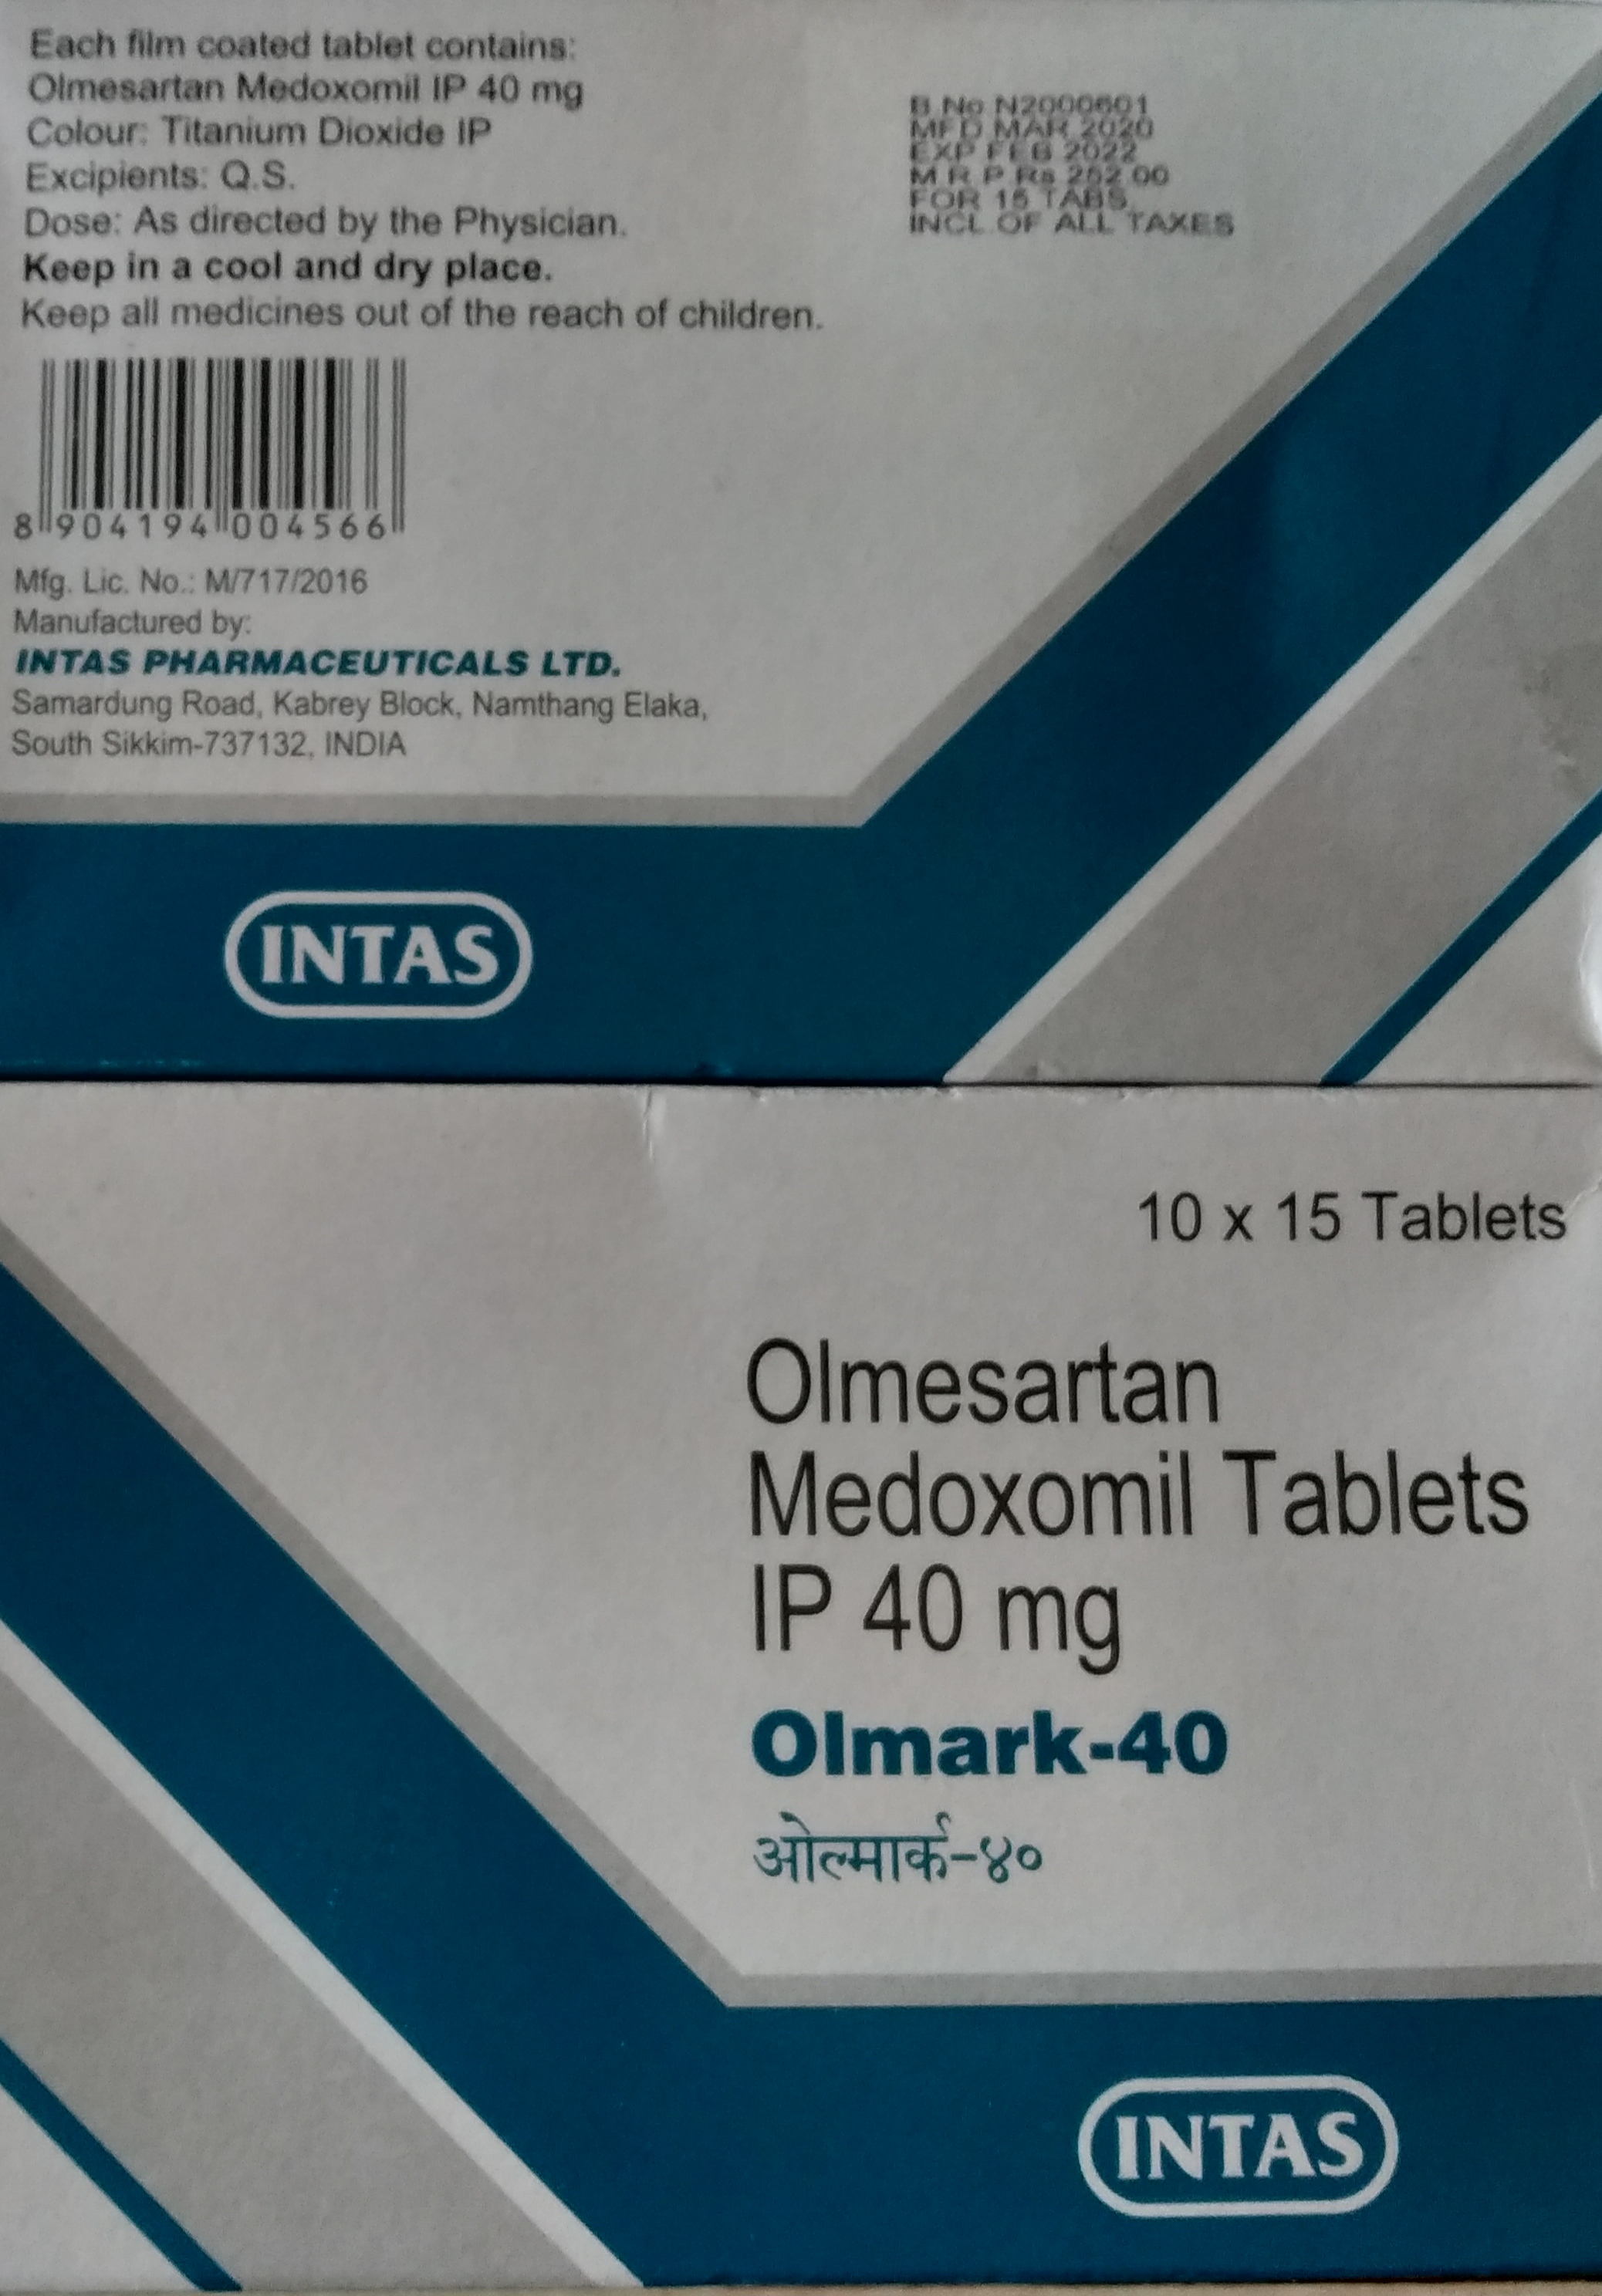 Each film coated tablet contains:
Olmesartan Medoxomil IP 40 mg
Colour: Titanium Dioxide IP
Excipients: Q.S.
Dose: As directed by the Physician.
Keep in a cool and dry place.
Keep all medicines out of the reach of children.
B.No N2000601
MFD MAR 2020
EXP FEB 2022
M R P Rs 252.00
FOR 15 TABS
INCL OF ALL TAXES
8 904194 004566
Mfg. Lic. No.: M/717/2016
Manufactured by:
INTAS PHARMACEUTICALS LTD.
Samardung Road, Kabrey Block, Namthang Elaka,
South Sikkim-737132, INDIA
INTAS
10 x 15 Tablets
Olmesartan
Medoxomil Tablets
IP 40 mg
Olmark-40
ओल्मार्क-४०
INTAS